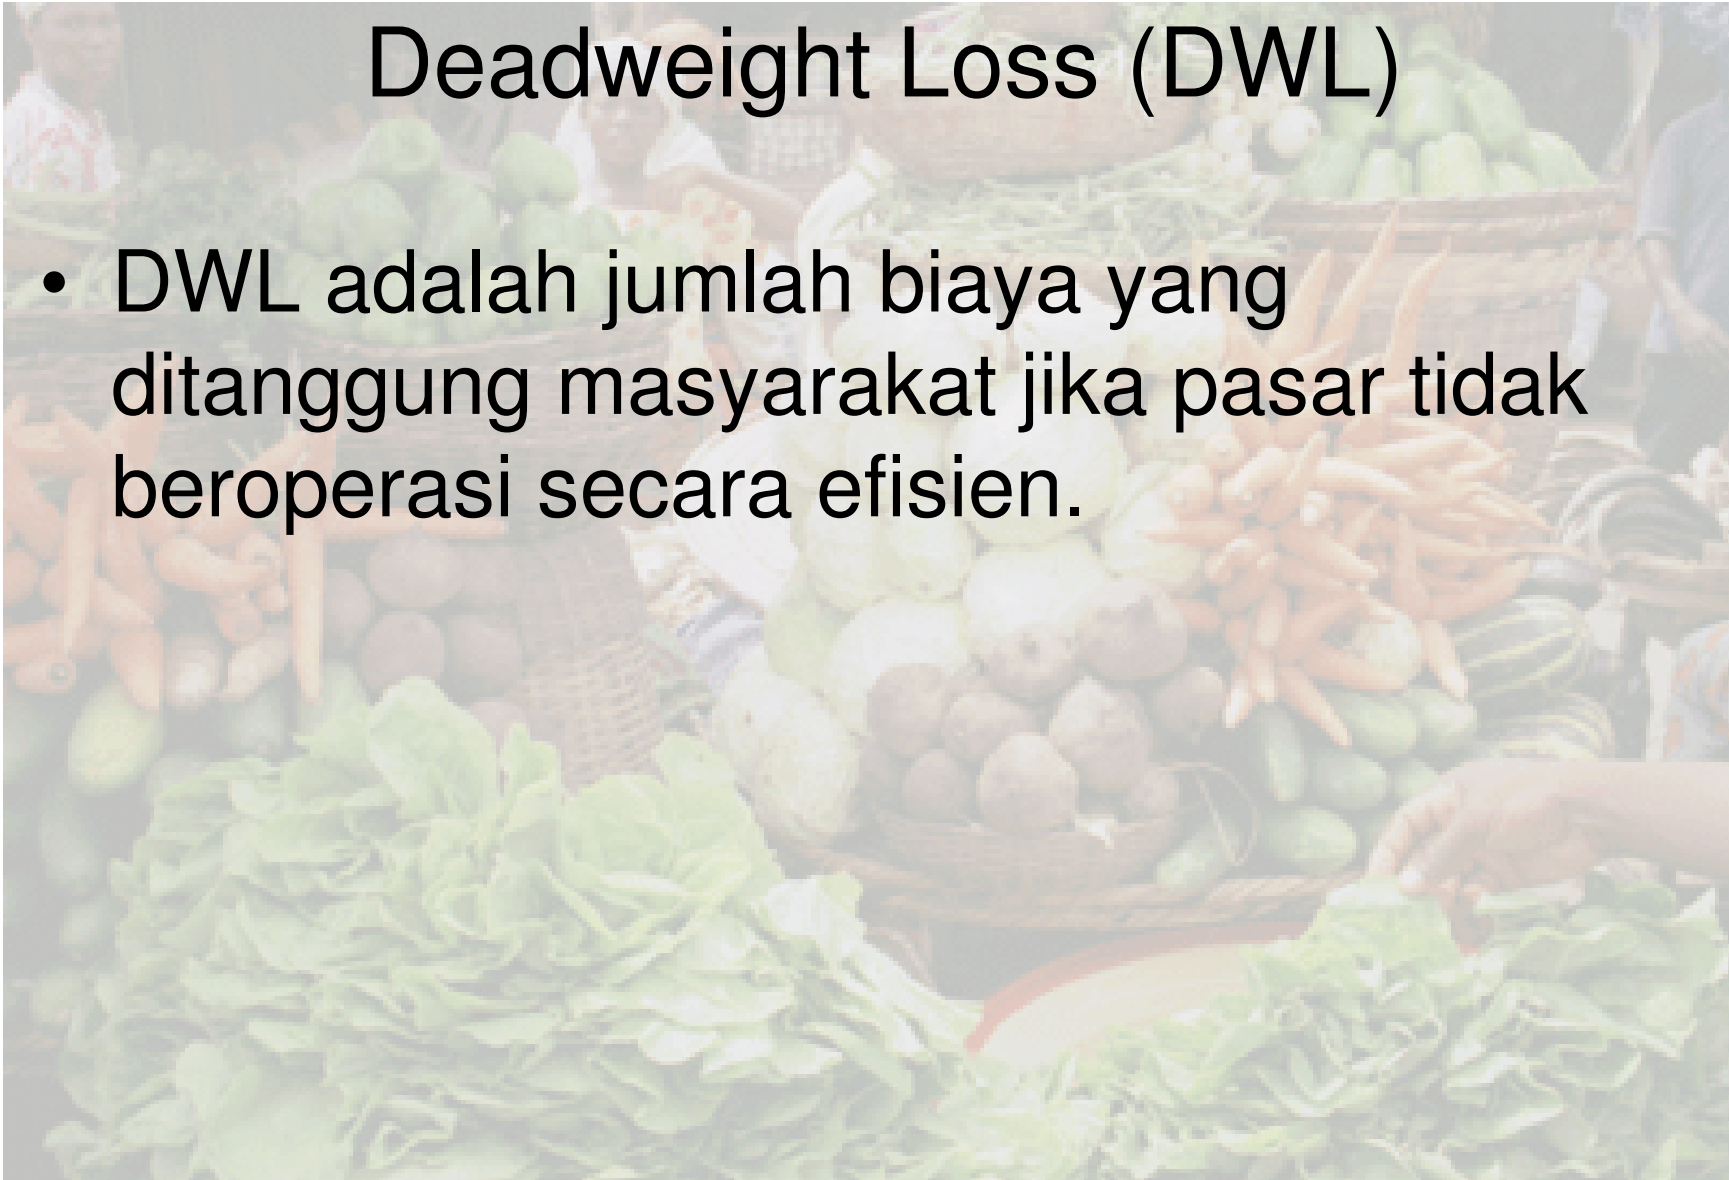 Deadweight Loss (DWL)
• DWL adalah jumlah biaya yang
ditanggung masyarakat jika pasar tidak
beroperasi secara efisien.